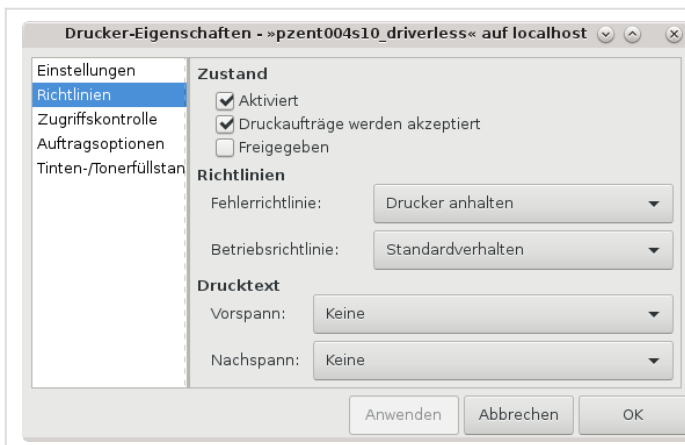 Drucker-Eigenschaften - »pzent004s10_driverless« auf localhost
Einstellungen
Richtlinien
Zugriffskontrolle
Auftragsoptionen
Tinten-/Tonerfüllstan
Zustand
Aktiviert
Druckaufträge werden akzeptiert
Freigegeben
Richtlinien
Fehlerrichtlinie: Drucker anhalten
Betriebsrichtlinie: Standardverhalten
Drucktext
Vorspann: Keine
Nachspann: Keine
Anwenden Abbrechen OK